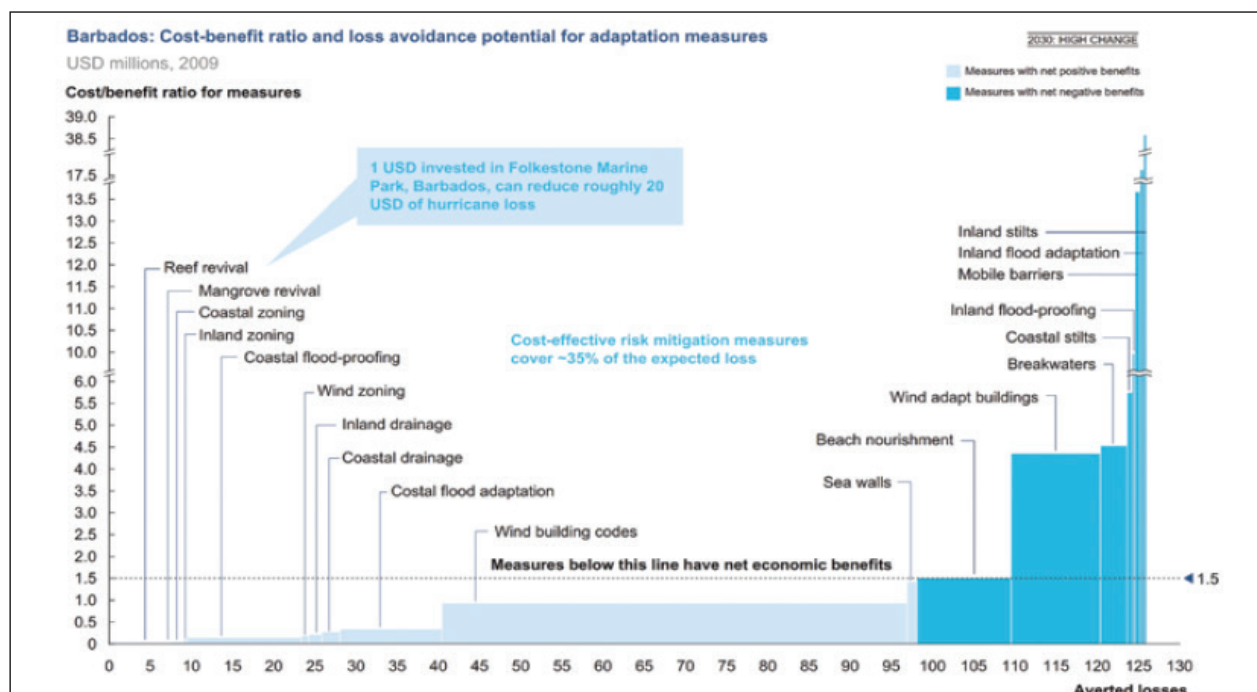 Barbados: Cost-benefit ratio and loss avoidance potential for adaptation measures
2030: HIGH CHANGE
USD millions, 2009
Measures with net positive benefits
Measures with net negative benefits
Cost/benefit ratio for measures
39.0
38.5
17.5
13.5
13.0
12.5
12.0
11.5
11.0
10.5
10.0
6.0
5.5
5.0
4.5
4.0
3.5
3.0
2.5
2.0
1.5
1.0
0.5
0
1 USD invested in Folkestone Marine
Park, Barbados, can reduce roughly 20
USD of hurricane loss
Reef revival
Mangrove revival
Coastal zoning
Inland zoning
Coastal flood-proofing
Wind zoning
Inland drainage
Coastal drainage
Costal flood adaptation
Wind building codes
Cost-effective risk mitigation measures
cover ~35% of the expected loss
Measures below this line have net economic benefits
Inland stilts
Inland flood adaptation
Mobile barriers
Inland flood-proofing
Coastal stilts
Breakwaters
Wind adapt buildings
Beach nourishment
Sea walls
1.5
0 5 10 15 20 25 30 35 40 45 50 55 60 65 70 75 80 85 90 95 100 105 110 115 120 125 130
Averted losses